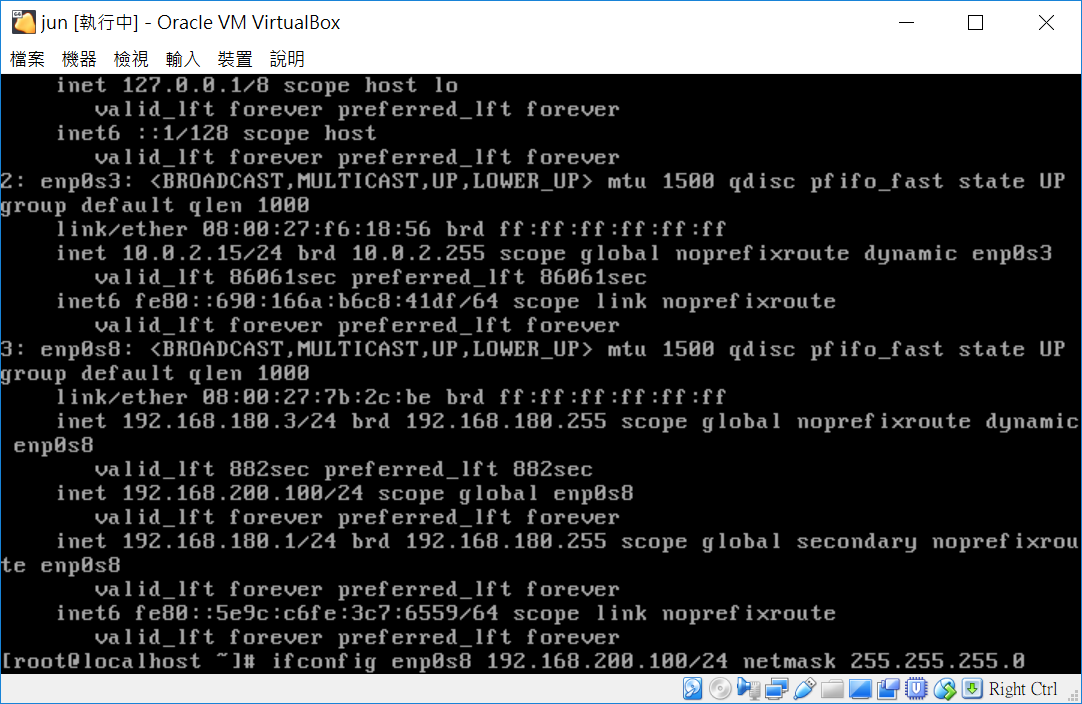 jun [執行中] - Oracle VM VirtualBox
檔案 機器 檢視 輸入 裝置 說明
inet 127.0.0.1/8 scope host lo
valid_lft forever preferred_lft forever
inet6 ::1/128 scope host
valid_lft forever preferred_lft forever
2: enp0s3: <BROADCAST,MULTICAST,UP,LOWER_UP> mtu 1500 qdisc pfifo_fast state UP
group default qlen 1000
link/ether 08:00:27:f6:18:56 brd ff:ff:ff:ff:ff:ff
inet 10.0.2.15/24 brd 10.0.2.255 scope global noprefixroute dynamic enp0s3
valid_lft 86061sec preferred_lft 86061sec
inet6 fe80::690:166a:b6c8:41df/64 scope link noprefixroute
valid_lft forever preferred_lft forever
3: enp0s8: <BROADCAST,MULTICAST,UP,LOWER_UP> mtu 1500 qdisc pfifo_fast state UP
group default qlen 1000
link/ether 08:00:27:7b:2c:be brd ff:ff:ff:ff:ff:ff
inet 192.168.180.3/24 brd 192.168.180.255 scope global noprefixroute dynamic
enp0s8
valid_lft 882sec preferred_lft 882sec
inet 192.168.200.100/24 scope global enp0s8
valid_lft forever preferred_lft forever
inet 192.168.180.1/24 brd 192.168.180.255 scope global secondary noprefixrou
te enp0s8
valid_lft forever preferred_lft forever
inet6 fe80::5e9c:c6fe:3c7:6559/64 scope link noprefixroute
valid_lft forever preferred_lft forever
[root@localhost ~]# ifconfig enp0s8 192.168.200.100/24 netmask 255.255.255.0
Right Ctrl